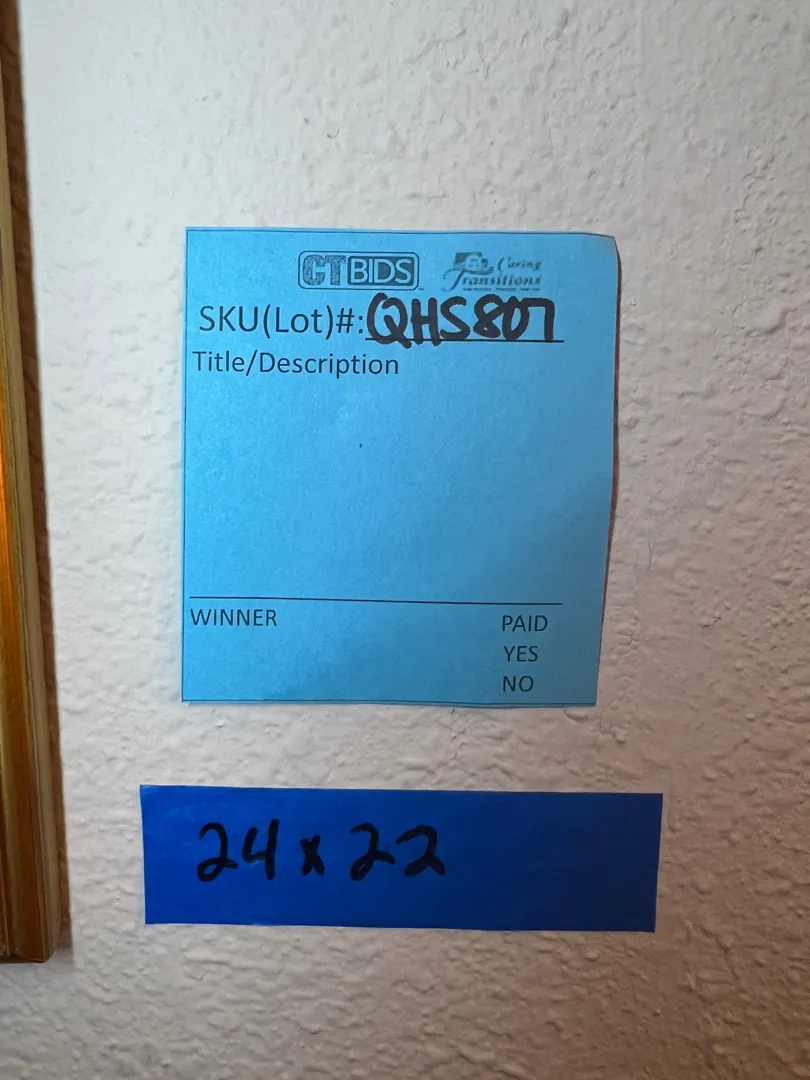 CTBIDS
Caring Transitions
SKU(Lot)#: QHS807
Title/Description
WINNER
PAID
YES
NO
24 x 22